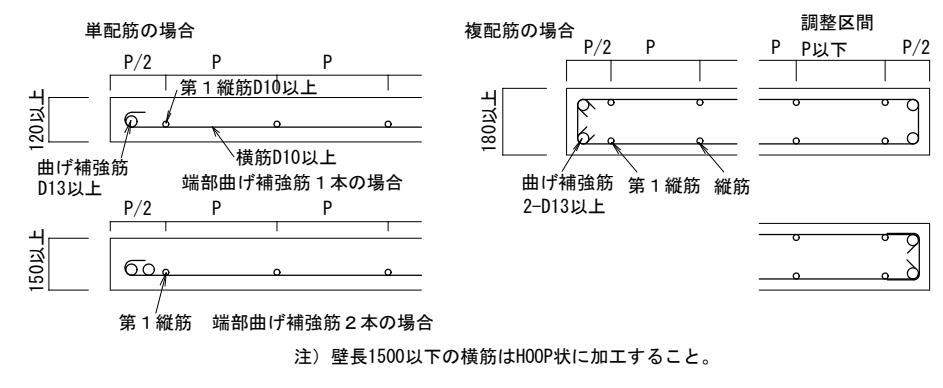 単配筋の場合
P/2 P P
第1縦筋D10以上
120以上
曲げ補強筋
D13以上
横筋D10以上
端部曲げ補強筋1本の場合
P/2 P P
150以上
第1縦筋 端部曲げ補強筋2本の場合
複配筋の場合
調整区間
P/2 P P P以下 P/2
180以上
曲げ補強筋
2-D13以上
第1縦筋 縦筋
注) 壁長1500以下の横筋はHOOP状に加工すること。